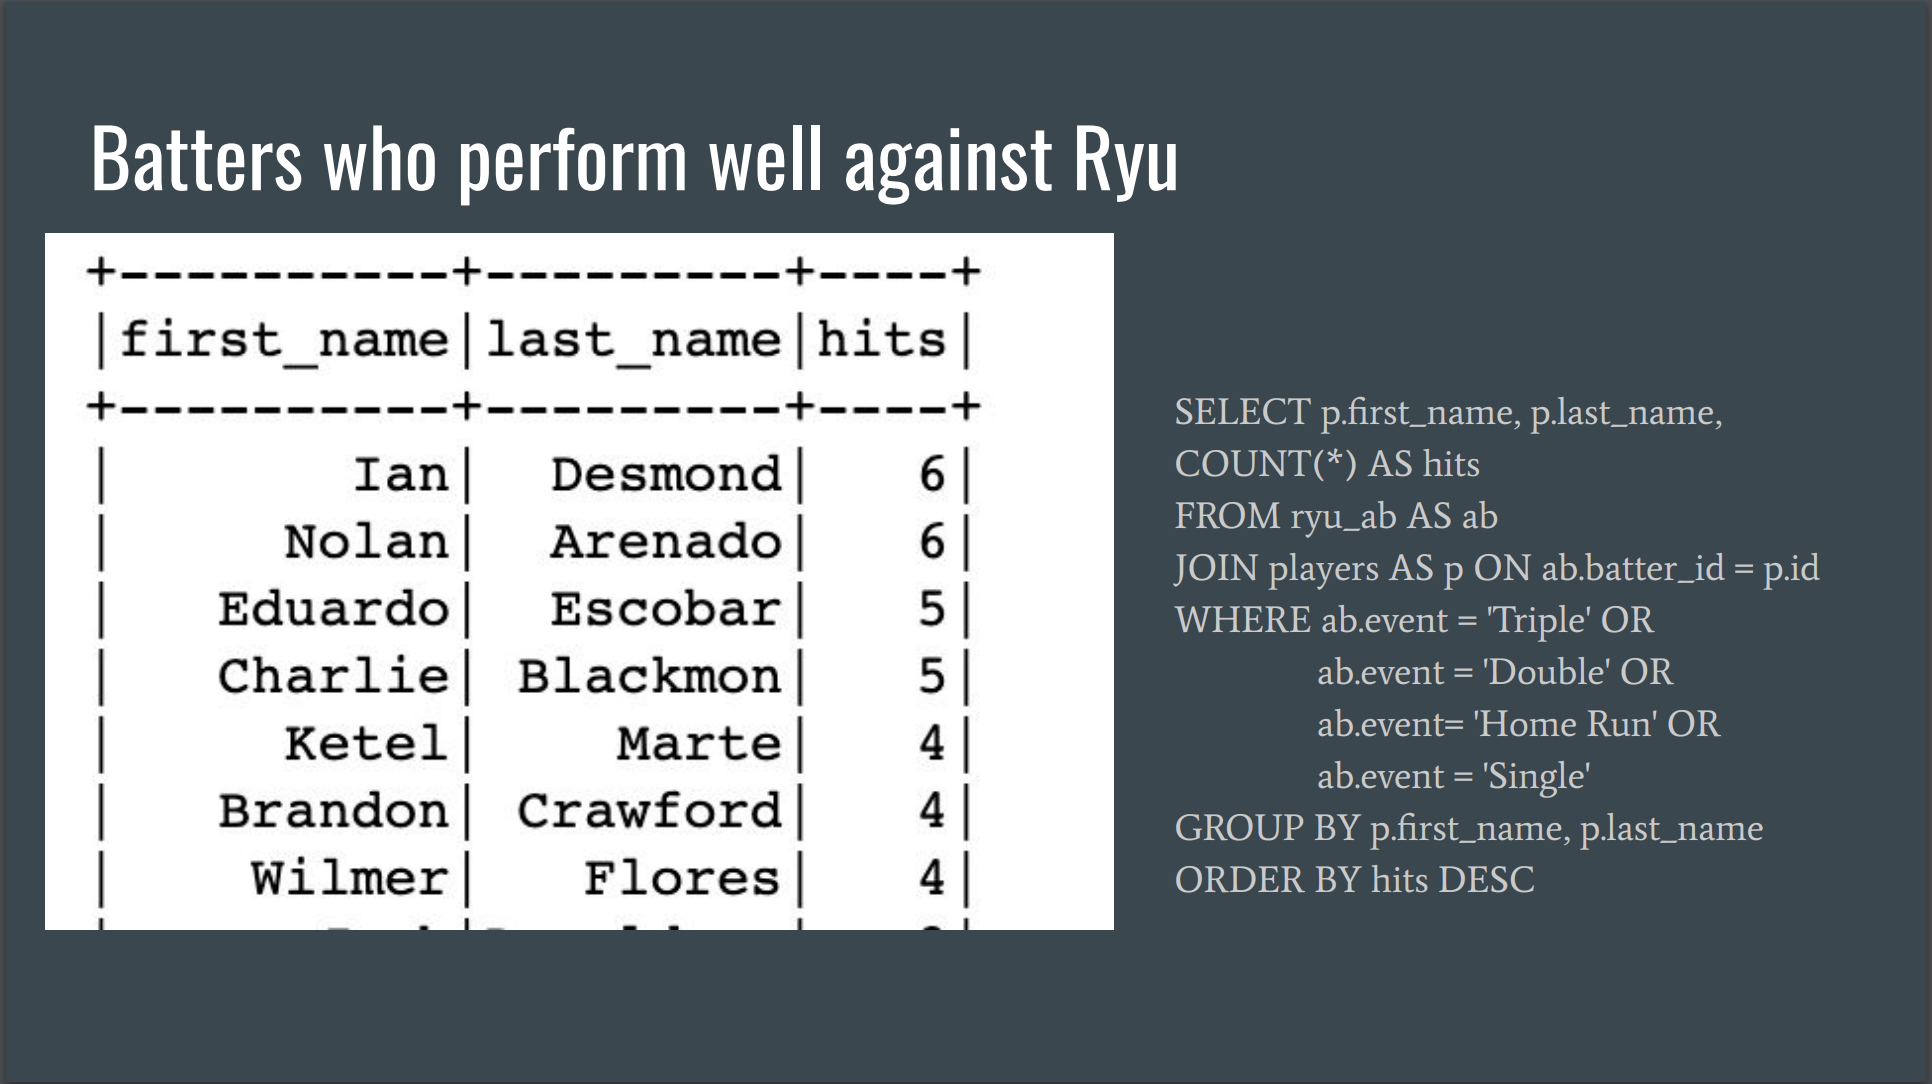 Batters who perform well against Ryu
+----------+---------+----+
|first_name|last_name|hits|
+----------+---------+----+
|       Ian|  Desmond|   6|
|     Nolan|  Arenado|   6|
|   Eduardo|  Escobar|   5|
|   Charlie| Blackmon|   5|
|     Ketel|    Marte|   4|
|   Brandon| Crawford|   4|
|    Wilmer|   Flores|   4|
SELECT p.first_name, p.last_name,
COUNT(*) AS hits
FROM ryu_ab AS ab
JOIN players AS p ON ab.batter_id = p.id
WHERE ab.event = 'Triple' OR
ab.event = 'Double' OR
ab.event= 'Home Run' OR
ab.event = 'Single'
GROUP BY p.first_name, p.last_name
ORDER BY hits DESC